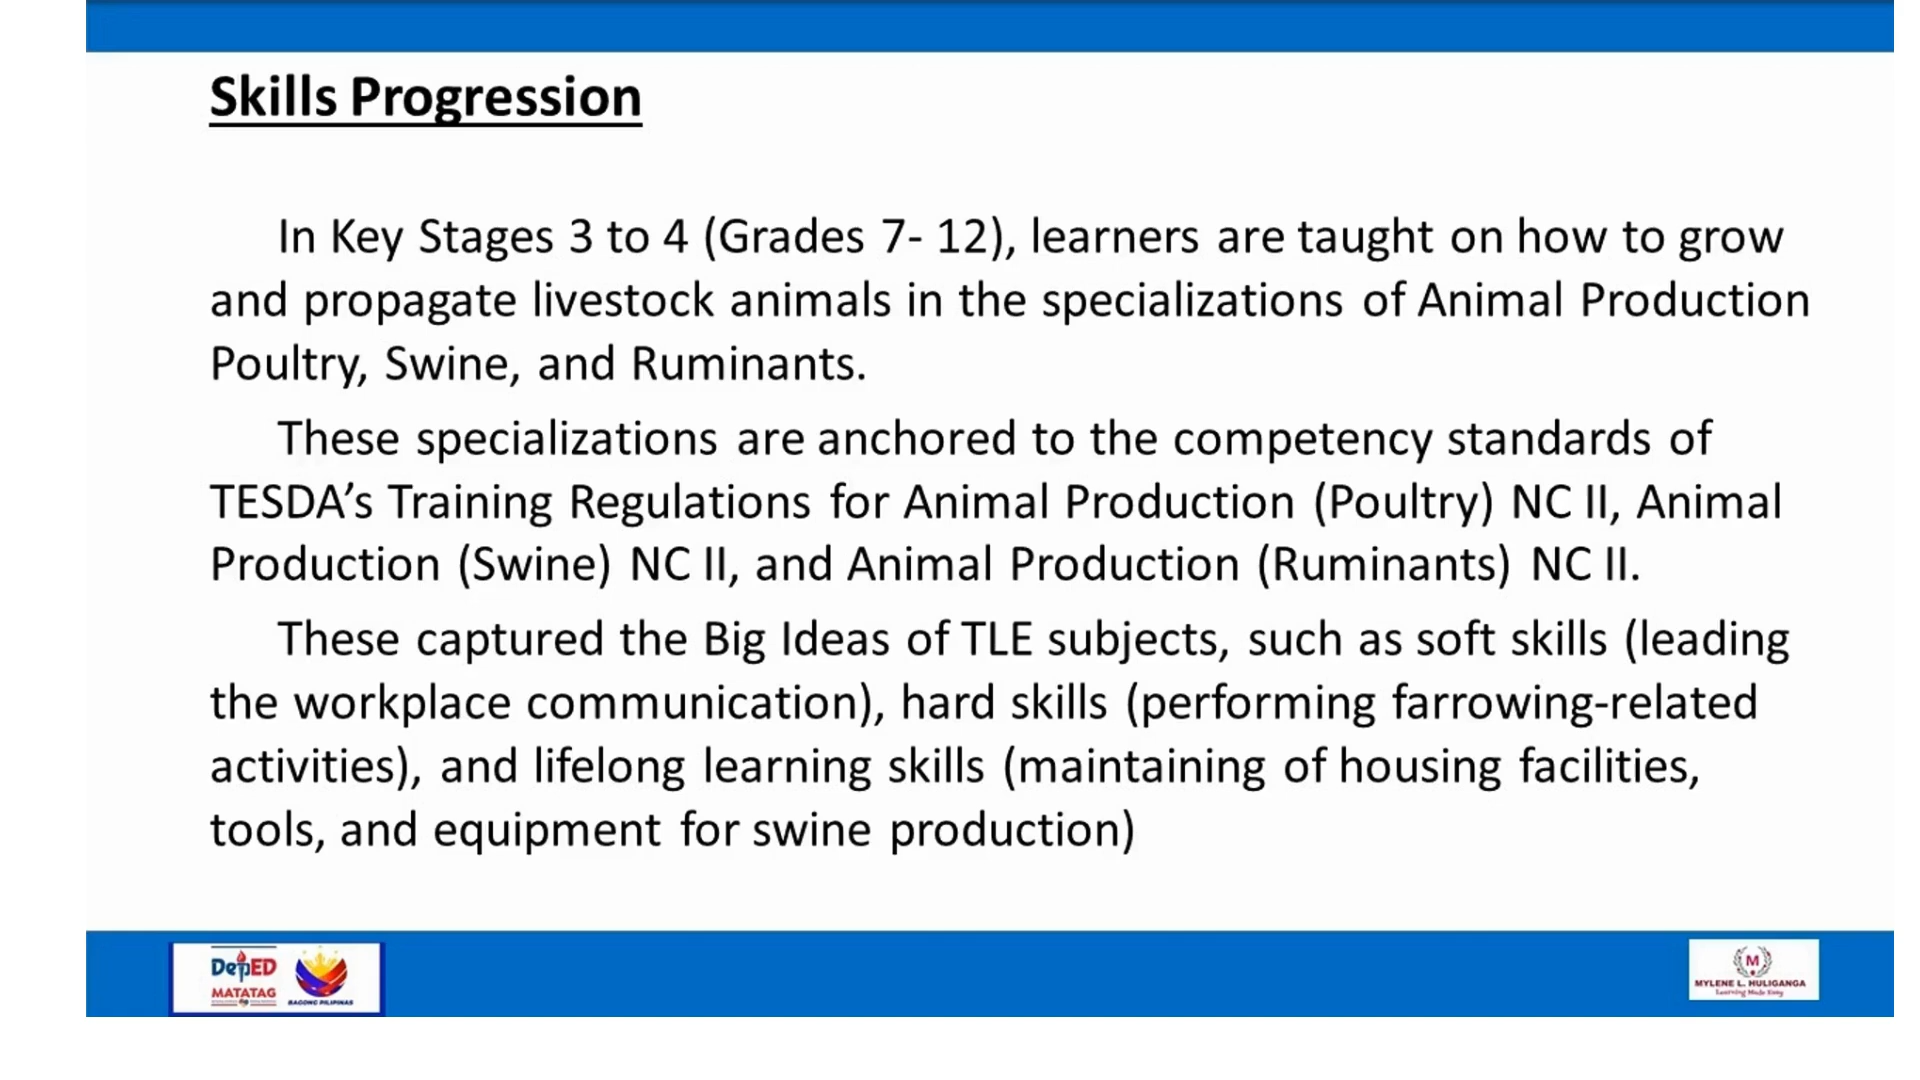 Skills Progression
In Key Stages 3 to 4 (Grades 7- 12), learners are taught on how to grow
and propagate livestock animals in the specializations of Animal Production
Poultry, Swine, and Ruminants.
These specializations are anchored to the competency standards of
TESDA’s Training Regulations for Animal Production (Poultry) NC II, Animal
Production (Swine) NC II, and Animal Production (Ruminants) NC II.
These captured the Big Ideas of TLE subjects, such as soft skills (leading
the workplace communication), hard skills (performing farrowing-related
activities), and lifelong learning skills (maintaining of housing facilities,
tools, and equipment for swine production)
DepED
MATATAG
BAGONG PILIPINAS
M
MYLENE L. HULIGANGA
Learning Made Easy